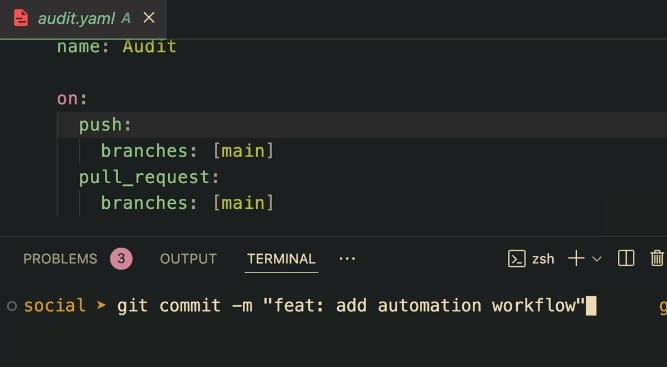 audit.yaml A
name: Audit
on:
push:
branches: [main]
pull_request:
branches: [main]
PROBLEMS 3 OUTPUT TERMINAL ··· zsh
social ➤ git commit -m "feat: add automation workflow" g